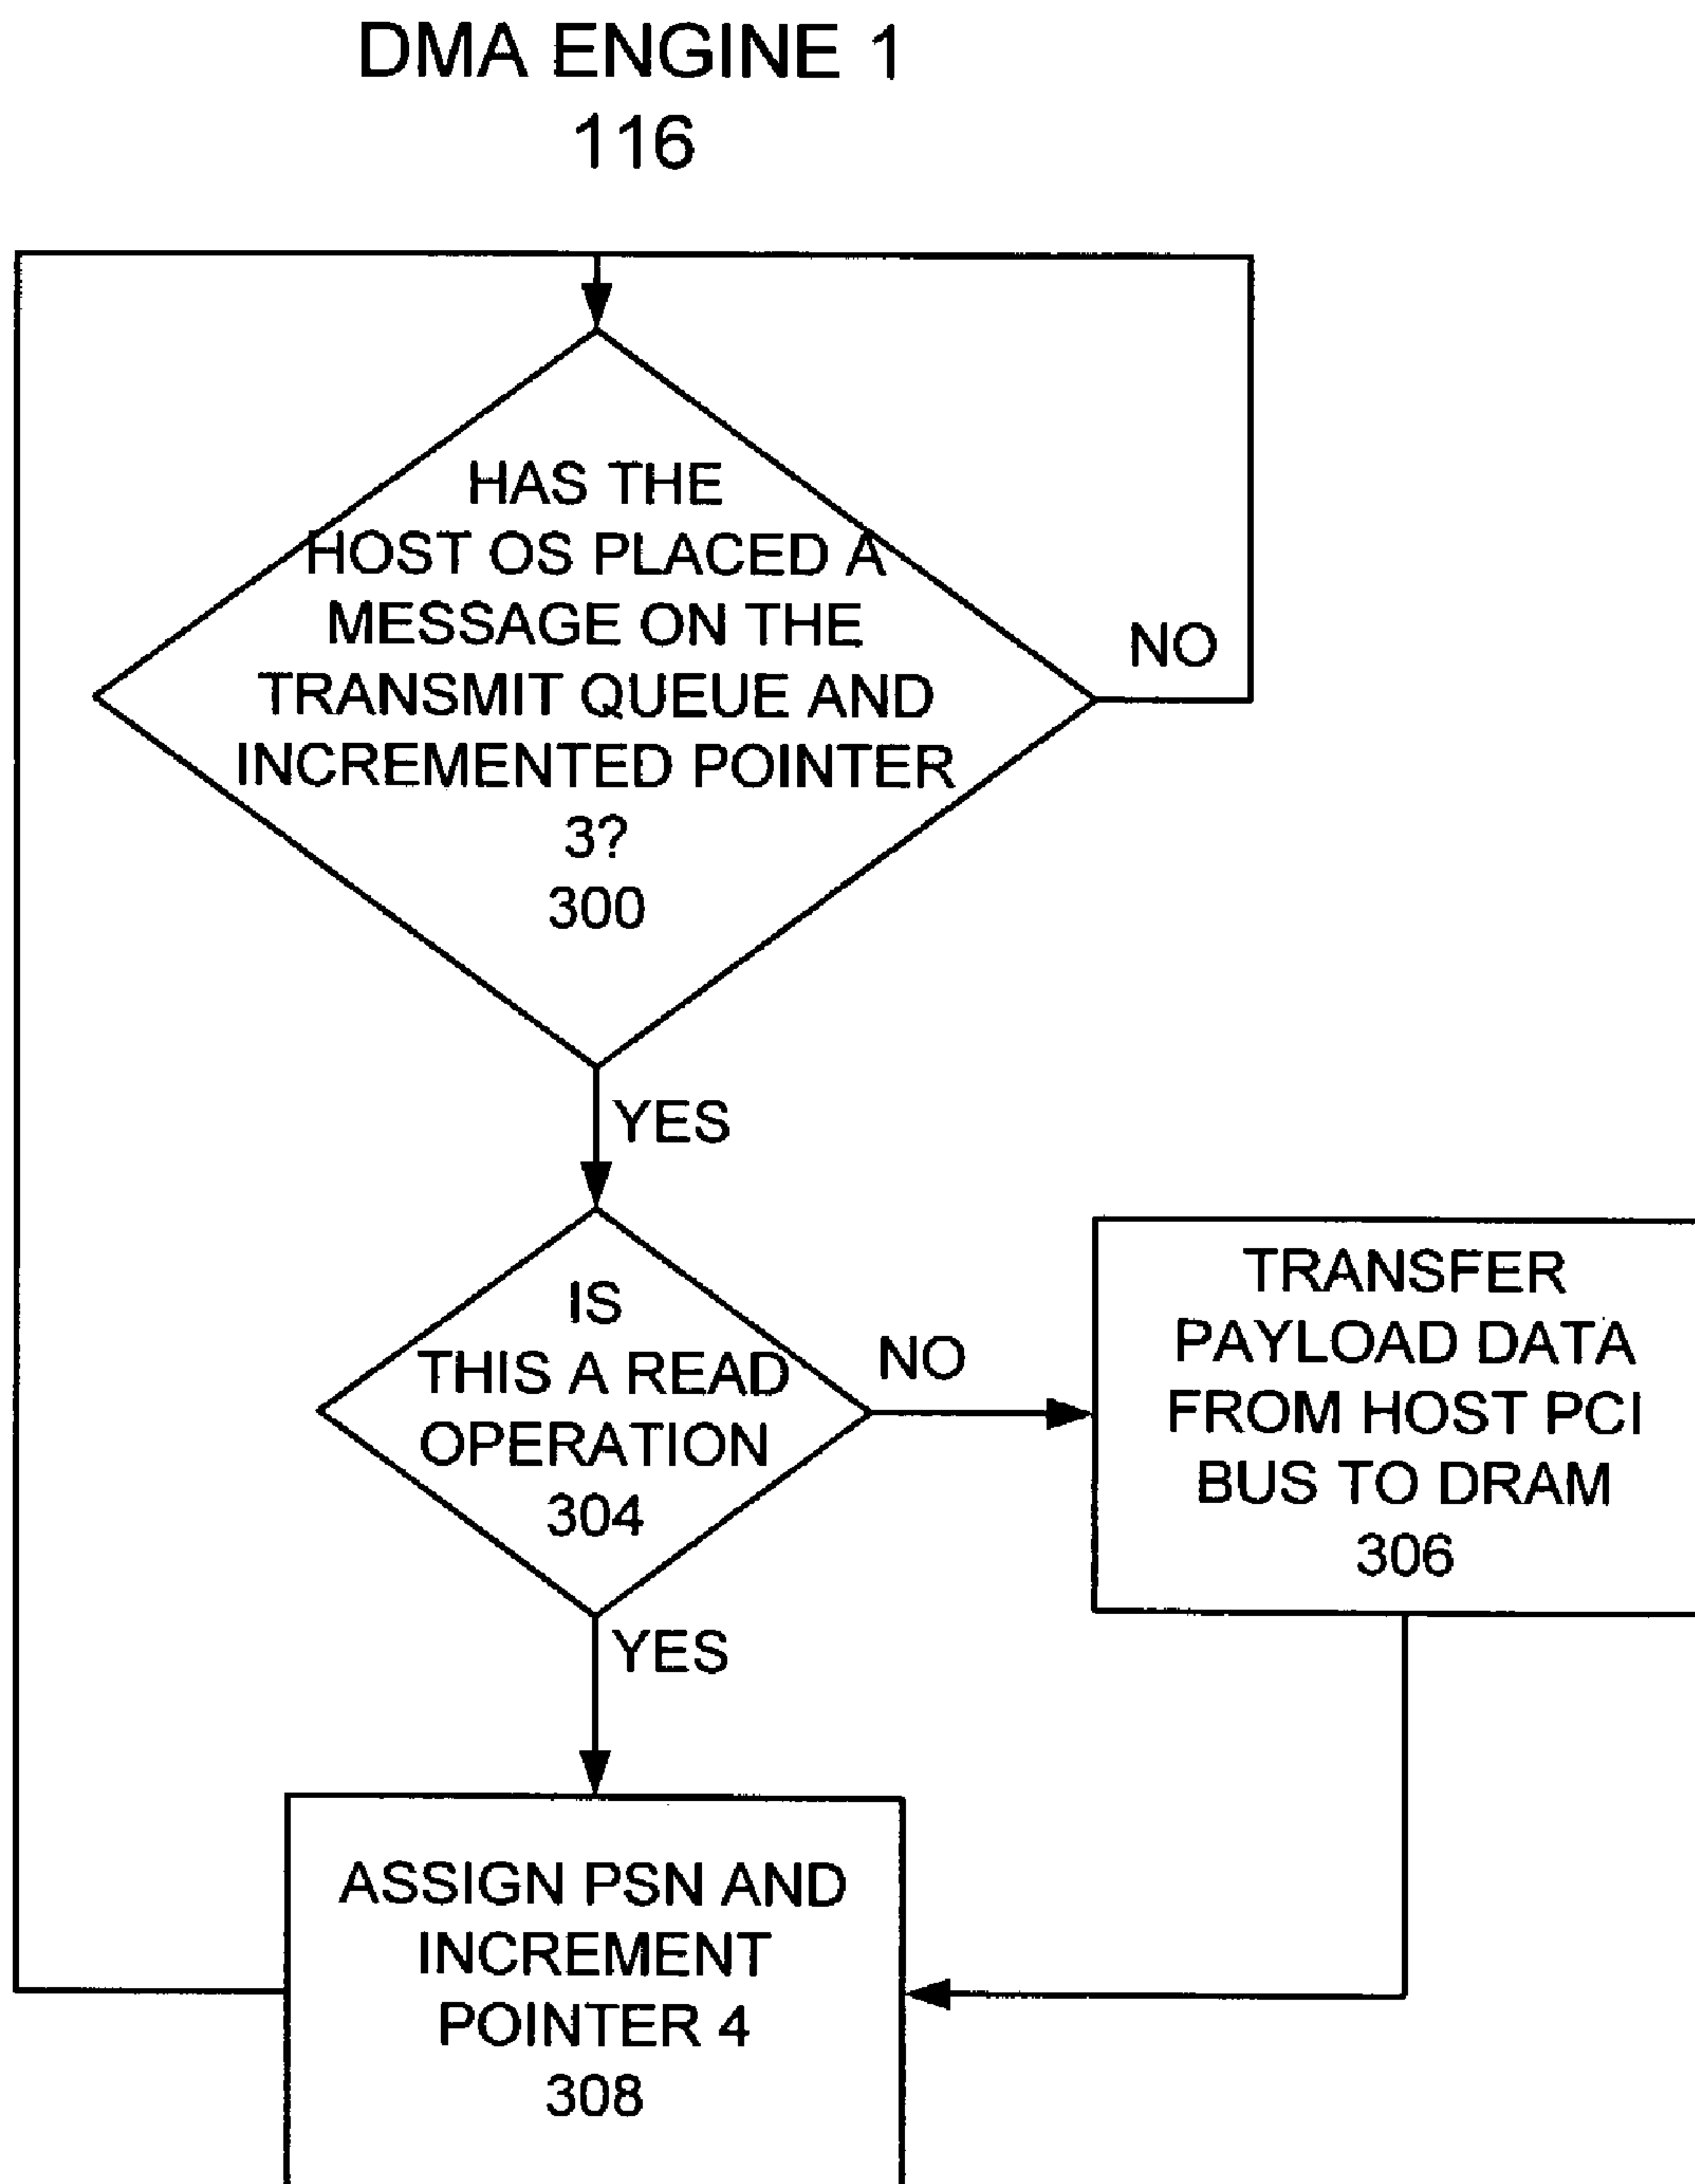 DMA ENGINE 1
116
HAS THE
HOST OS PLACED A
MESSAGE ON THE
TRANSMIT QUEUE AND
INCREMENTED POINTER
3?
300
NO
YES
IS
THIS A READ
OPERATION
304
NO
TRANSFER
PAYLOAD DATA
FROM HOST PCI
BUS TO DRAM
306
YES
ASSIGN PSN AND
INCREMENT
POINTER 4
308